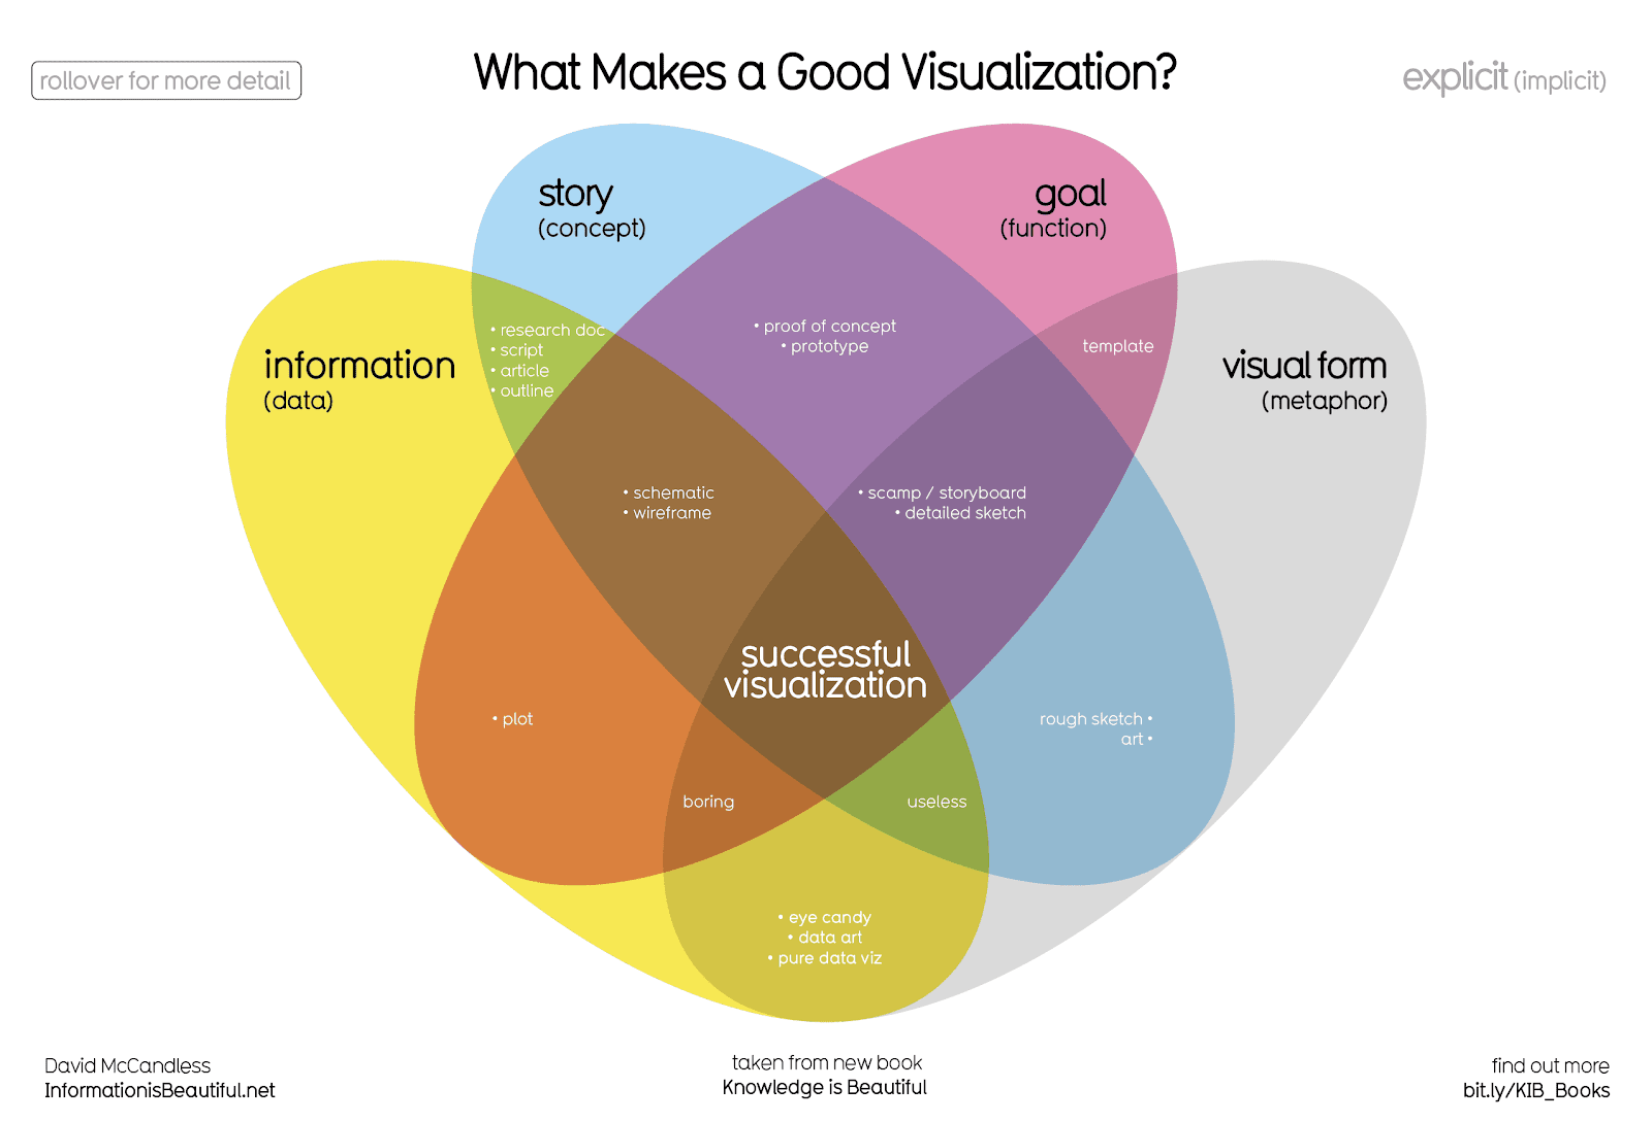 What Makes a Good Visualization?
rollover for more detail
explicit (implicit)
story
(concept)
goal
(function)
information
(data)
visual form
(metaphor)
• research doc
• script
• article
• outline
• proof of concept
• prototype
template
• schematic
• wireframe
• scamp / storyboard
• detailed sketch
successful
visualization
• plot
rough sketch •
art •
boring
useless
• eye candy
• data art
• pure data viz
David McCandless
InformationisBeautiful.net
taken from new book
Knowledge is Beautiful
find out more
bit.ly/KIB_Books